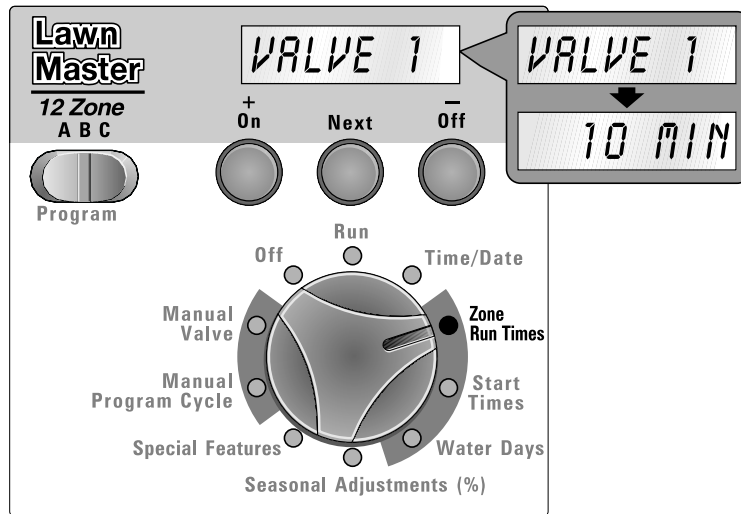 Lawn
Master
12 Zone
A B C
Program
VALVE 1
VALVE 1
10 MIN
+
On
Next
−
Off
Run
Off
Time/Date
Manual
Valve
Zone
Run Times
Manual
Program Cycle
Start
Times
Special Features
Water Days
Seasonal Adjustments (%)